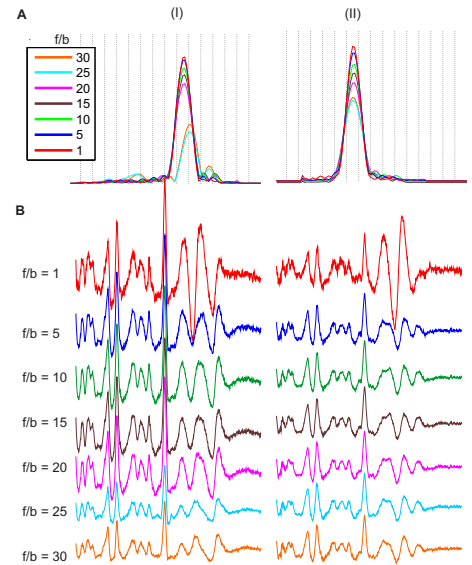 A
(I)
(II)
f/b
30
25
20
15
10
5
1
B
f/b = 1
f/b = 5
f/b = 10
f/b = 15
f/b = 20
f/b = 25
f/b = 30